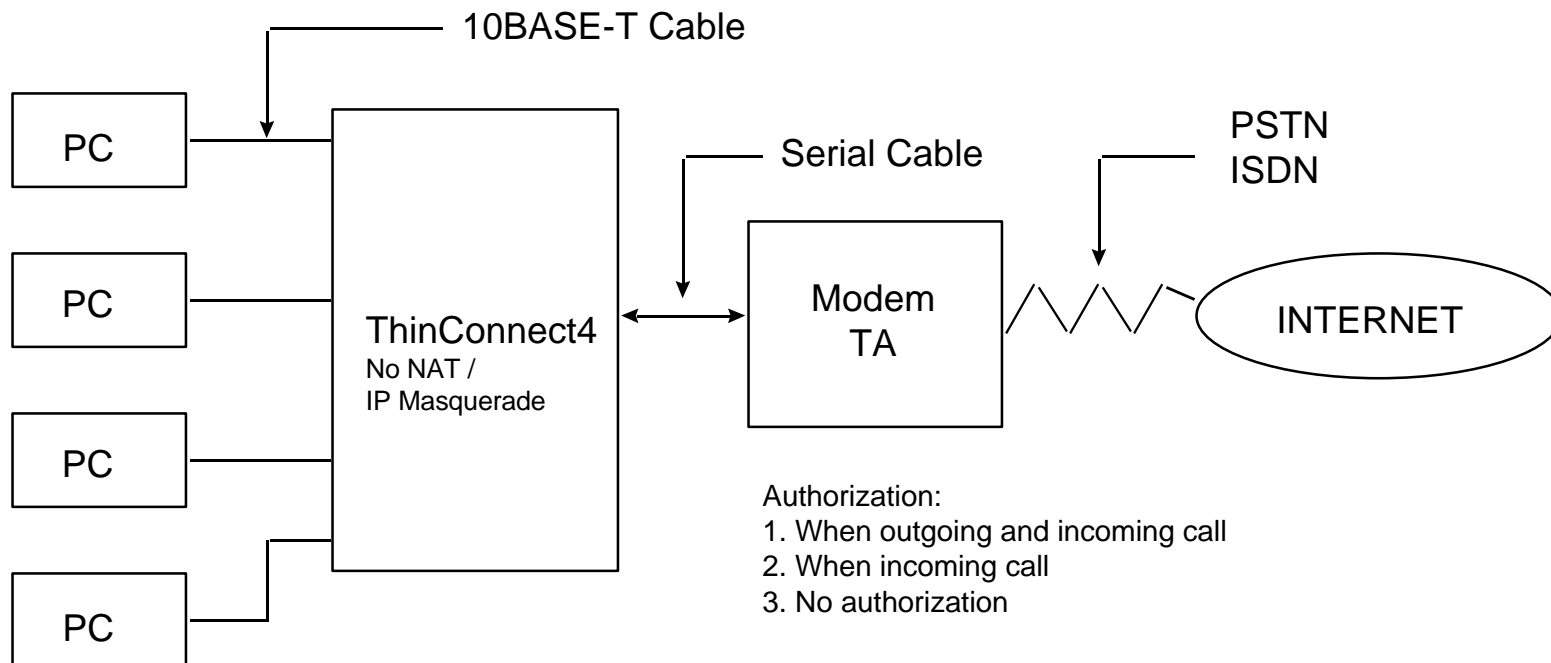 10BASE-T Cable
PC
PC
PC
PC
ThinConnect4
No NAT /
IP Masquerade
Serial Cable
Modem
TA
PSTN
ISDN
INTERNET
Authorization:
1. When outgoing and incoming call
2. When incoming call
3. No authorization